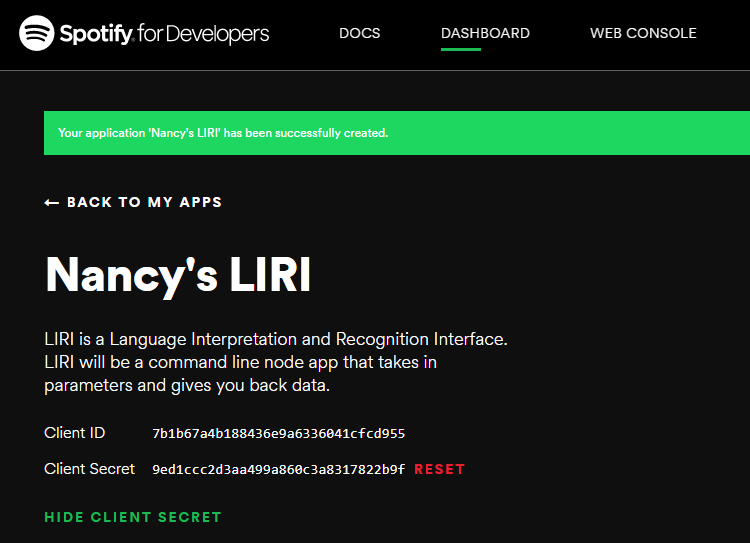 Spotify for Developers
DOCS
DASHBOARD
WEB CONSOLE
Your application 'Nancy's LIRI' has been successfully created.
← BACK TO MY APPS
Nancy's LIRI
LIRI is a Language Interpretation and Recognition Interface.
LIRI will be a command line node app that takes in
parameters and gives you back data.
Client ID 7b1b67a4b188436e9a6336041cfcd955
Client Secret 9ed1ccc2d3aa499a860c3a8317822b9f RESET
HIDE CLIENT SECRET